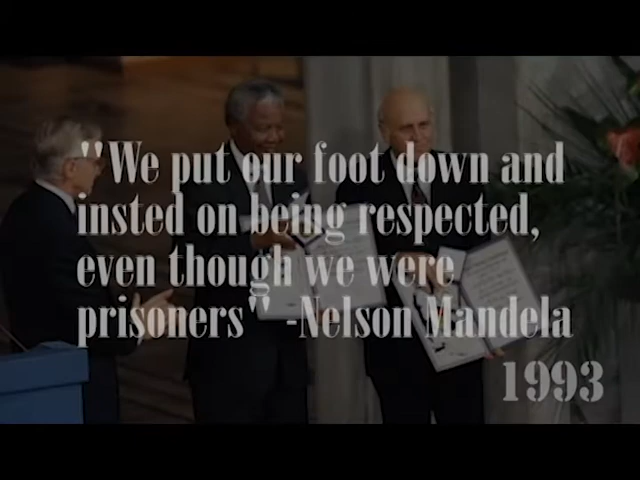 "We put our foot down and
insted on being respected,
even though we were
prisoners" -Nelson Mandela
1993